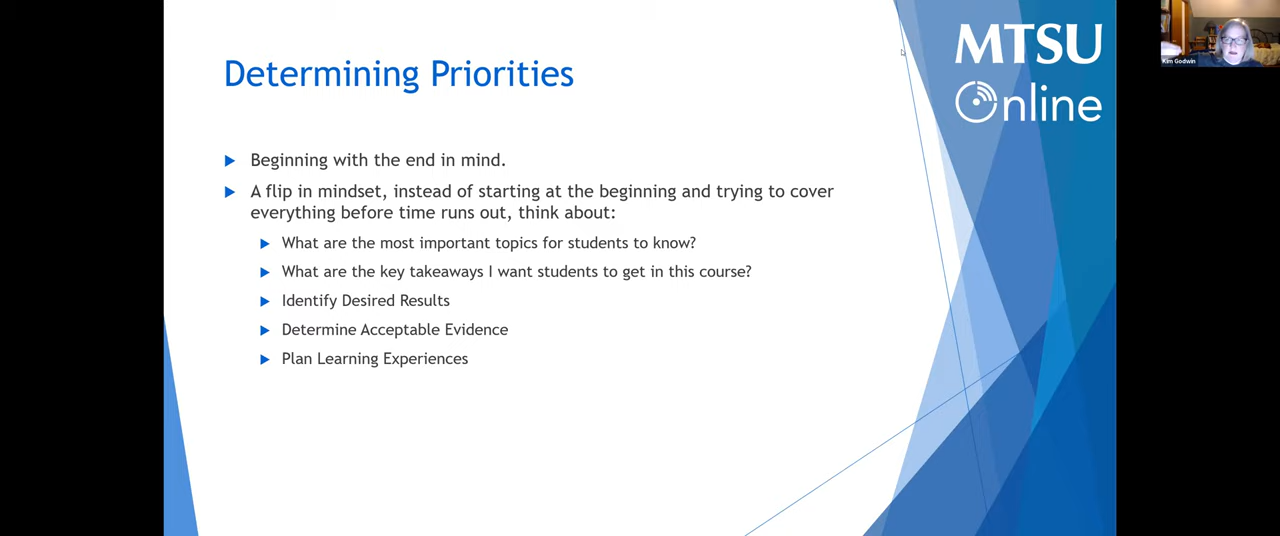 MTSU
Online
Kim Godwin
Determining Priorities
Beginning with the end in mind.
A flip in mindset, instead of starting at the beginning and trying to cover
everything before time runs out, think about:
What are the most important topics for students to know?
What are the key takeaways I want students to get in this course?
Identify Desired Results
Determine Acceptable Evidence
Plan Learning Experiences